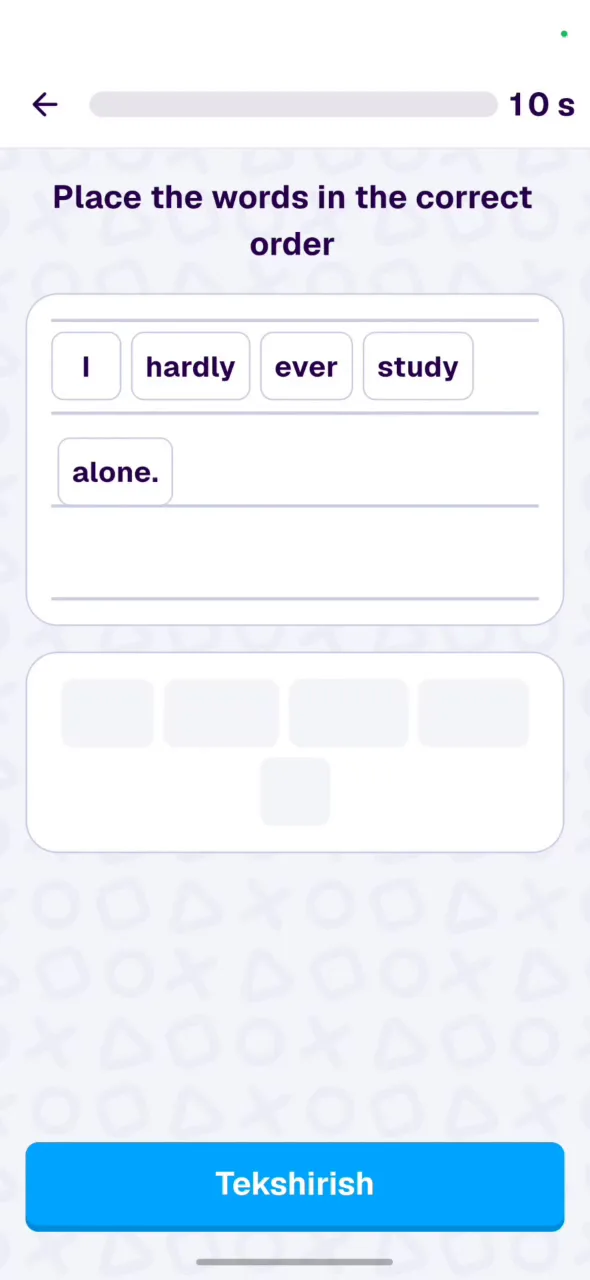 10 s
Place the words in the correct
order
I hardly ever study
alone.
Tekshirish